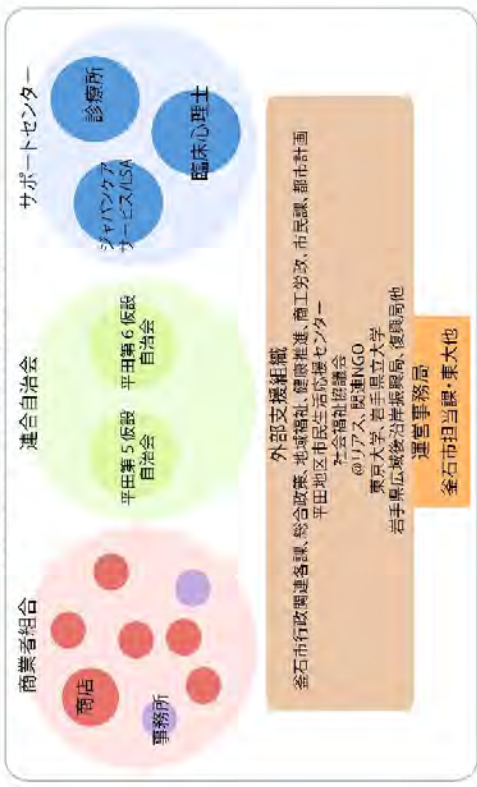 商業者組合
商店
事務所
連合自治会
平田第5仮設
自治会
平田第6仮設
自治会
サポートセンター
ジャパンケア
サービス/LSA
診療所
臨床心理士
外部支援組織
釜石市行政関連各課、総合政策、地域福祉、健康推進、商工労政、市民課、都市計画
平田地区市民生活応援センター
社会福祉協議会
@リアス、関連NGO
東京大学、岩手県立大学
岩手県広域後沿岸振興局、復興局他
運営事務局
釜石市担当課・東大他